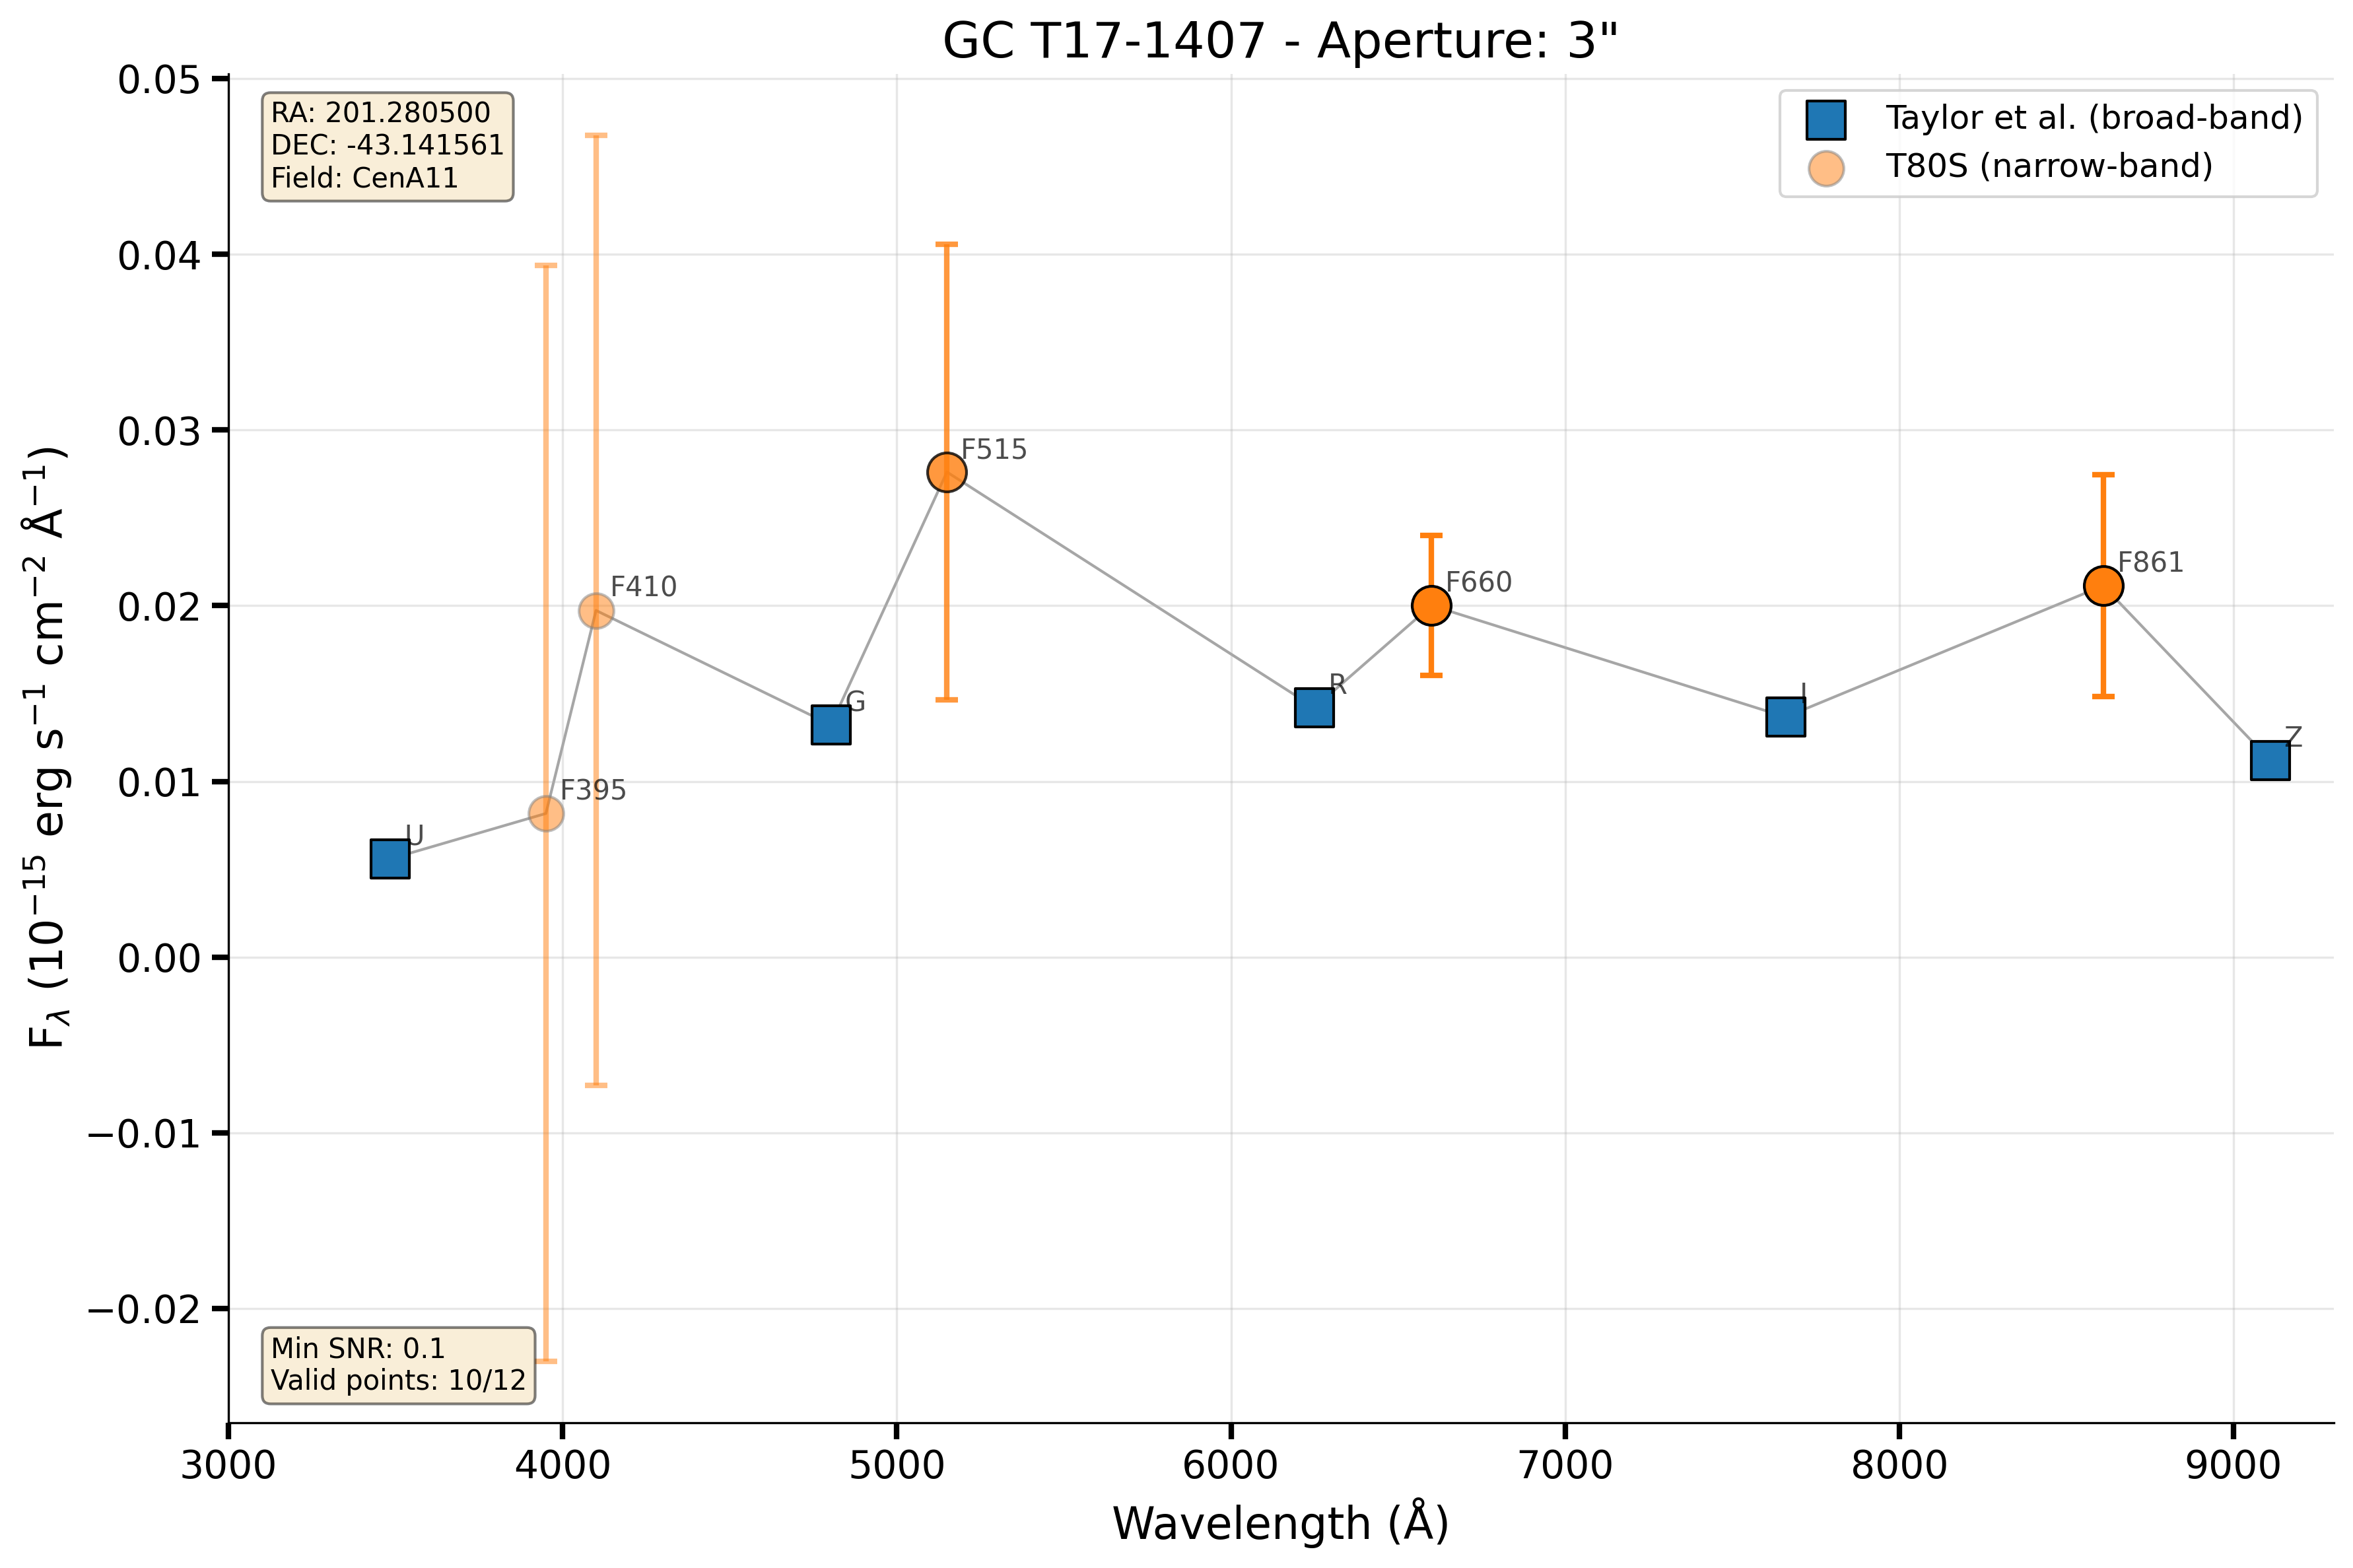 GC T17-1407 - Aperture: 3"
RA: 201.280500
DEC: -43.141561
Field: CenA11
Taylor et al. (broad-band)
T80S (narrow-band)
0.05
0.04
0.03
0.02
0.01
0.00
−0.01
−0.02
F$_λ$ (10$^{−15}$ erg s$^{−1}$ cm$^{−2}$ Å$^{−1}$)
U
F395
F410
G
F515
R
F660
I
F861
Z
Min SNR: 0.1
Valid points: 10/12
3000 4000 5000 6000 7000 8000 9000
Wavelength (Å)